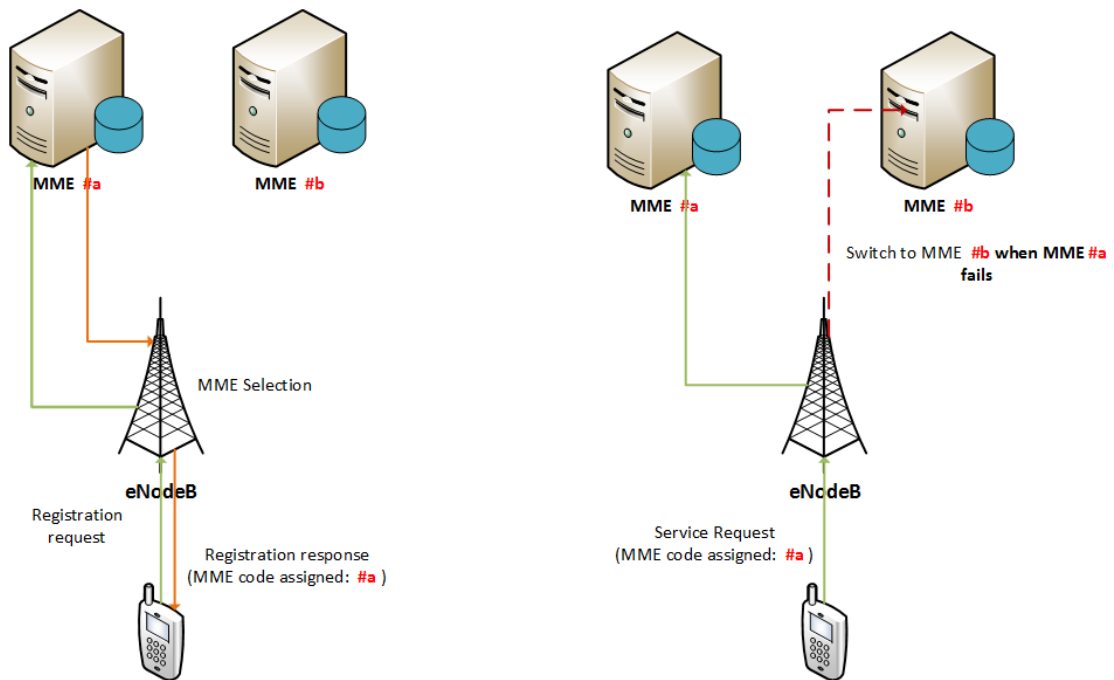 MME #a
MME #b
MME Selection
eNodeB
Registration
request
Registration response
(MME code assigned: #a )
MME #a
MME #b
Switch to MME #b when MME #a
fails
eNodeB
Service Request
(MME code assigned: #a )